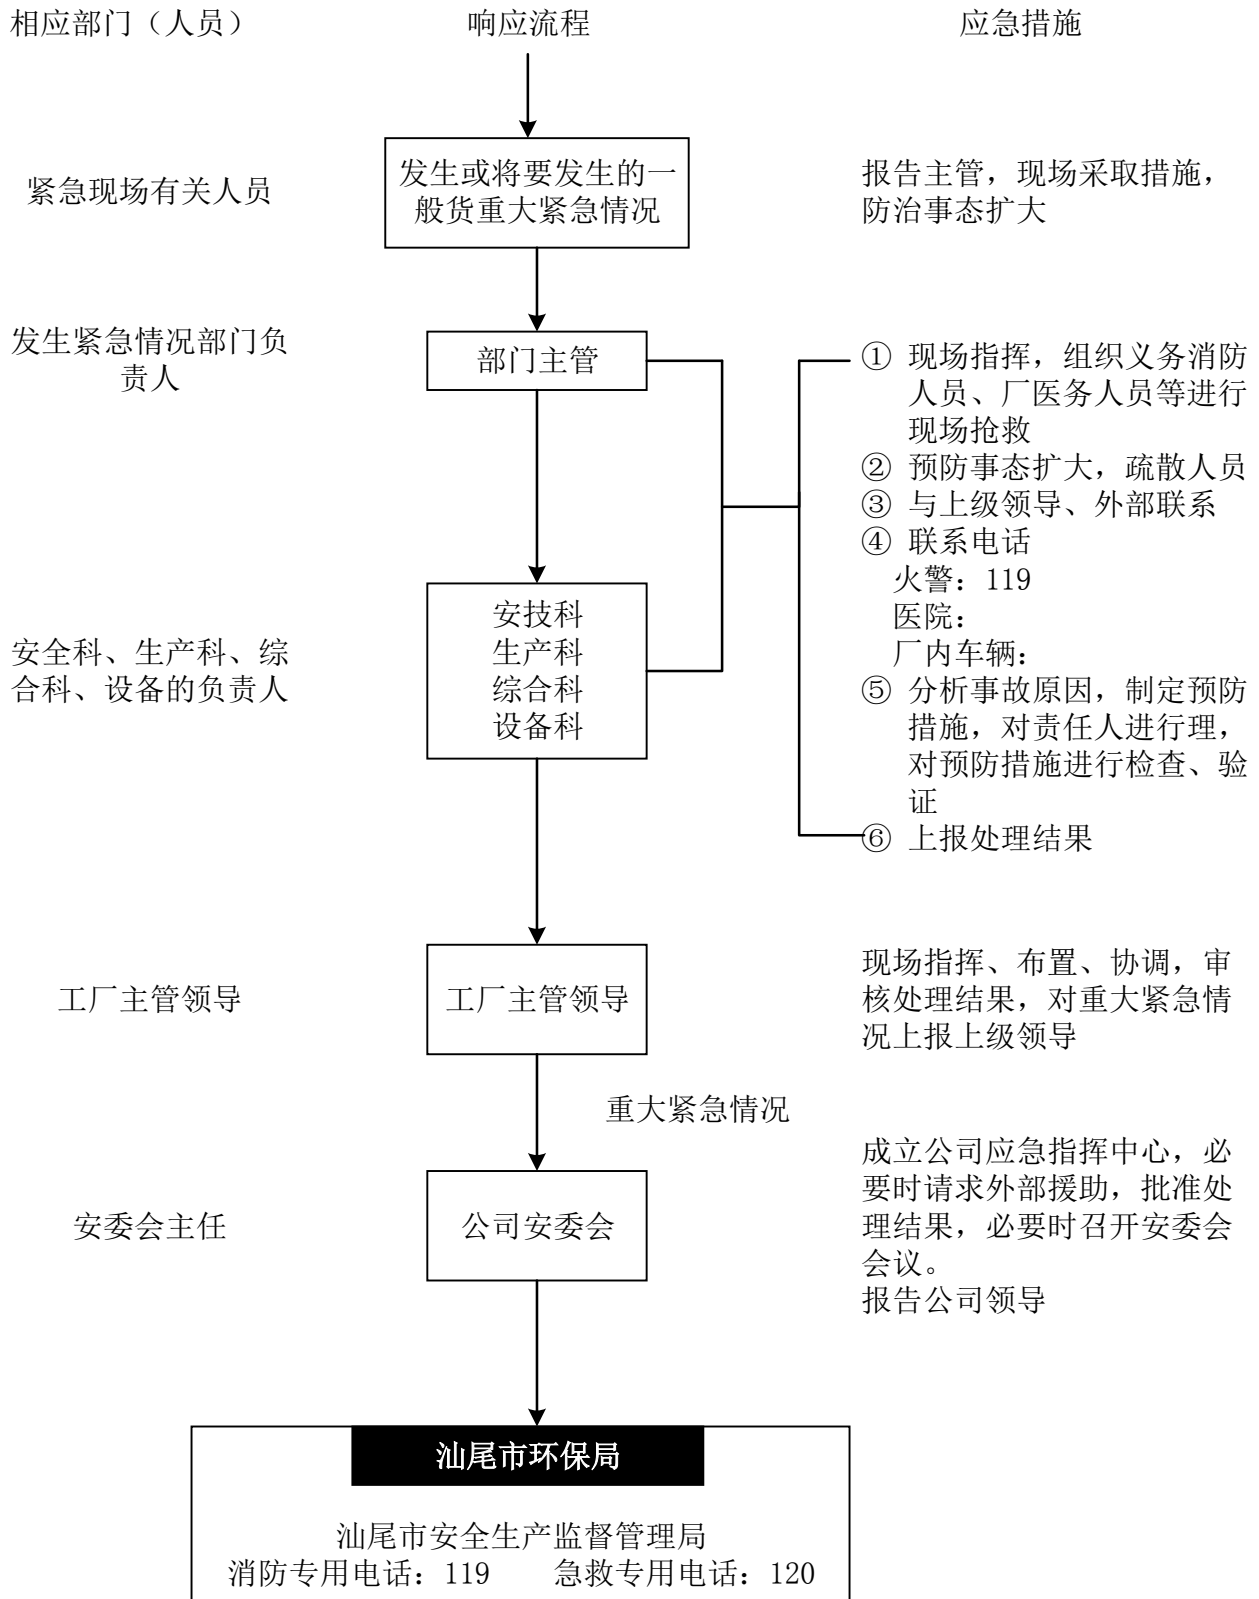 相应部门（人员）
响应流程
应急措施
紧急现场有关人员
发生或将要发生的一
般货重大紧急情况
报告主管，现场采取措施，
防治事态扩大
发生紧急情况部门负
责人
部门主管
① 现场指挥，组织义务消防
人员、厂医务人员等进行
现场抢救
② 预防事态扩大，疏散人员
③ 与上级领导、外部联系
④ 联系电话
火警：119
医院：
厂内车辆：
⑤ 分析事故原因，制定预防
措施，对责任人进行理，
对预防措施进行检查、验
证
⑥ 上报处理结果
安全科、生产科、综
合科、设备的负责人
安技科
生产科
综合科
设备科
工厂主管领导
工厂主管领导
现场指挥、布置、协调，审
核处理结果，对重大紧急情
况上报上级领导
重大紧急情况
安委会主任
公司安委会
成立公司应急指挥中心，必
要时请求外部援助，批准处
理结果，必要时召开安委会
会议。
报告公司领导
汕尾市环保局
汕尾市安全生产监督管理局
消防专用电话：119 急救专用电话：120